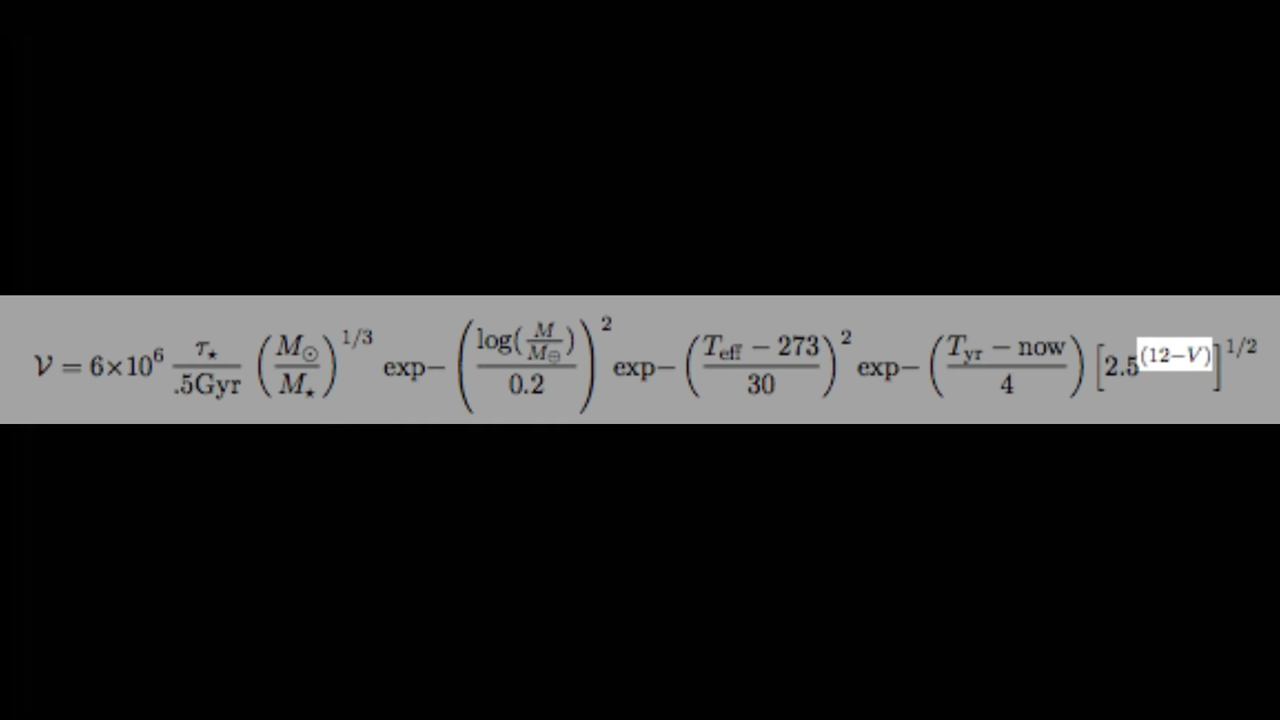 𝒱 = 6×10⁶ τ⋆/.5Gyr (M⊙/M⋆)^1/3 exp− (log(M/M⊕)/0.2)² exp− (T_eff − 273/30)² exp− (T_yr − now/4) [2.5^(12−V)]^1/2